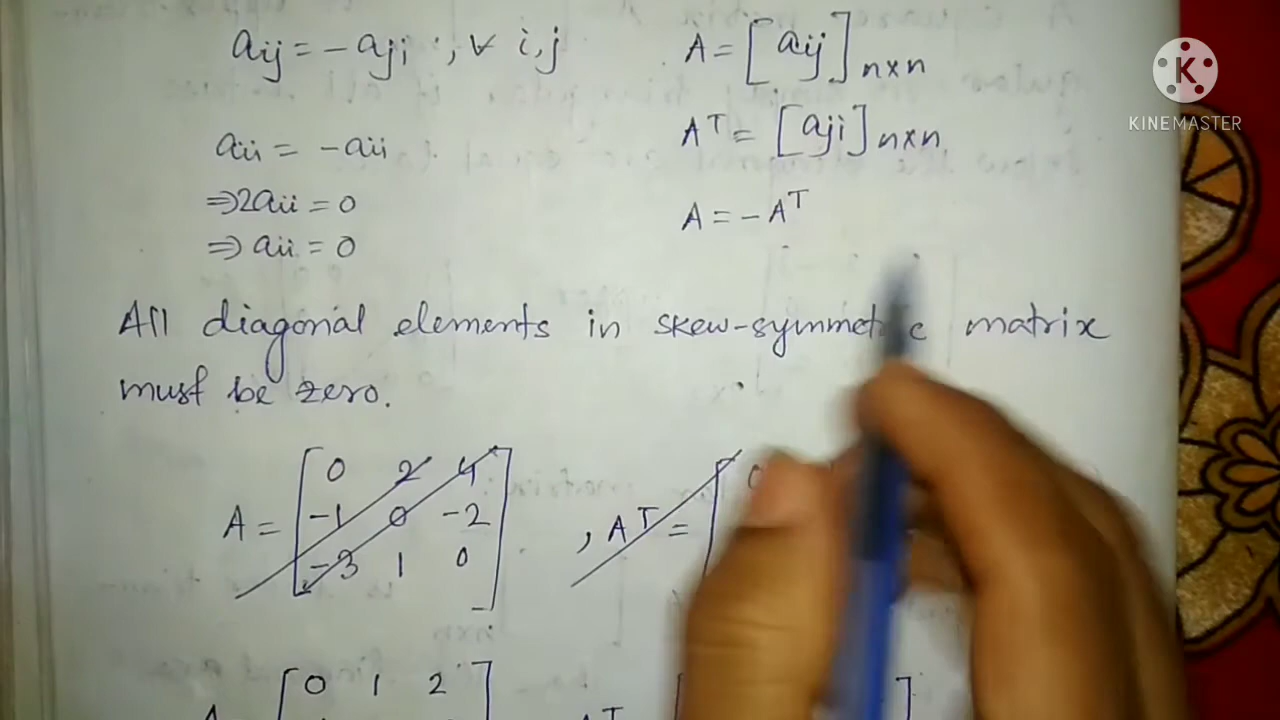 aij = -aji ; ∀ i,j
A = [aij]n×n
aii = -aii
A^T = [aji]n×n
⇒ 2aii = 0
A = -A^T
⇒ aii = 0
All diagonal elements in skew-symmetric matrix
must be zero.
A = [0 2 4
-1 0 -2
-3 1 0]
, A^T =
0 1 2
K
KINEMASTER